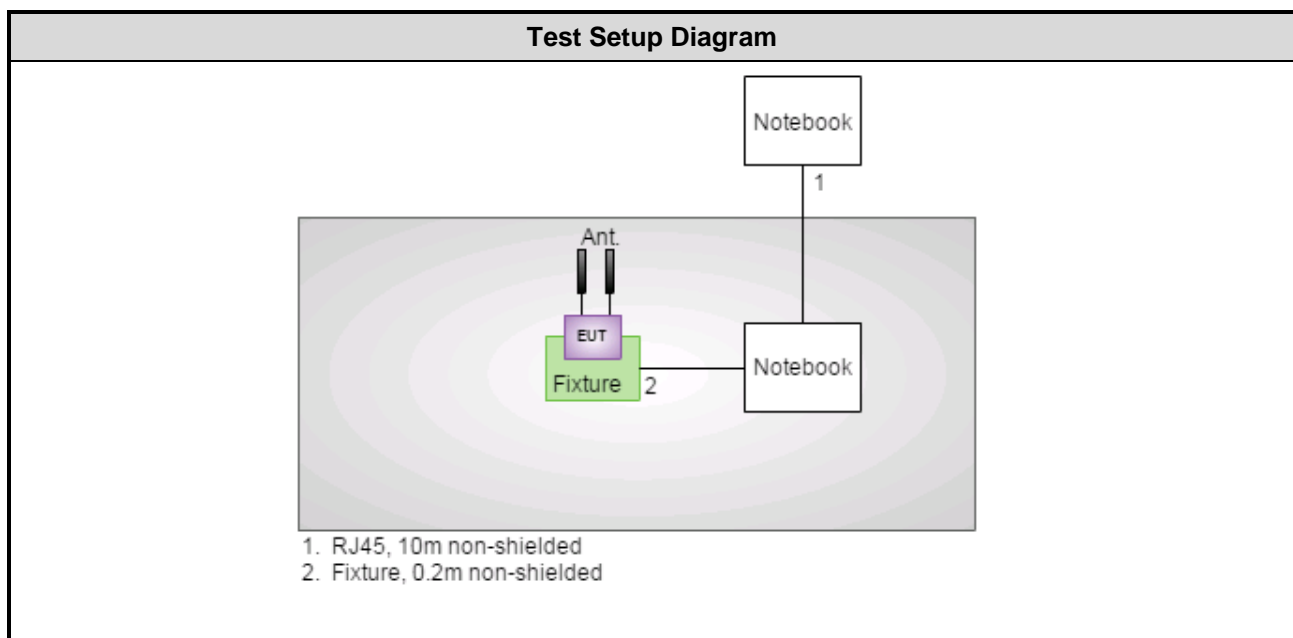 Test Setup Diagram
Notebook
1
Ant.
EUT
Fixture
2
Notebook
1. RJ45, 10m non-shielded
2. Fixture, 0.2m non-shielded